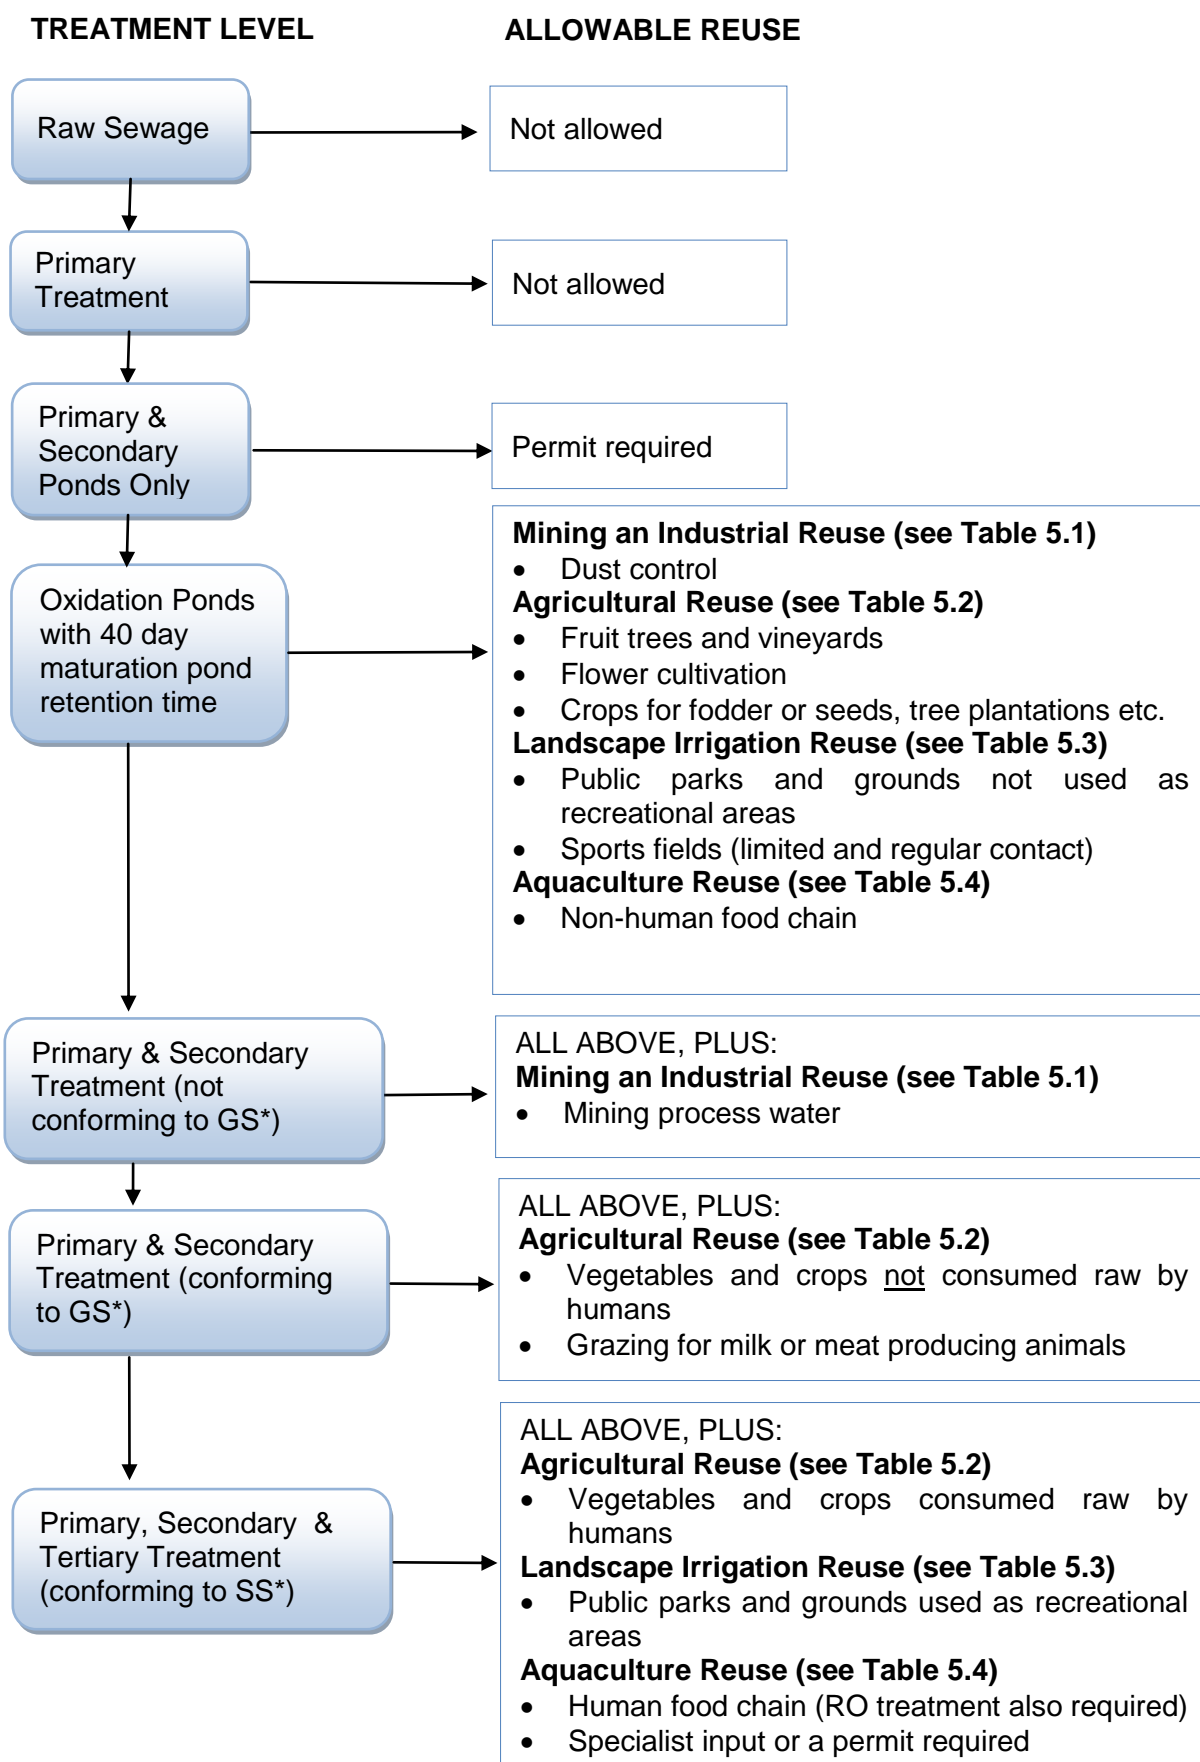 TREATMENT LEVEL
ALLOWABLE REUSE
Raw Sewage
Not allowed
Primary
Treatment
Not allowed
Primary &
Secondary
Ponds Only
Permit required
Oxidation Ponds
with 40 day
maturation pond
retention time
Mining an Industrial Reuse (see Table 5.1)
• Dust control
Agricultural Reuse (see Table 5.2)
• Fruit trees and vineyards
• Flower cultivation
• Crops for fodder or seeds, tree plantations etc.
Landscape Irrigation Reuse (see Table 5.3)
• Public parks and grounds not used as
recreational areas
• Sports fields (limited and regular contact)
Aquaculture Reuse (see Table 5.4)
• Non-human food chain
Primary & Secondary
Treatment (not
conforming to GS*)
ALL ABOVE, PLUS:
Mining an Industrial Reuse (see Table 5.1)
• Mining process water
Primary & Secondary
Treatment (conforming
to GS*)
ALL ABOVE, PLUS:
Agricultural Reuse (see Table 5.2)
• Vegetables and crops not consumed raw by
humans
• Grazing for milk or meat producing animals
Primary, Secondary &
Tertiary Treatment
(conforming to SS*)
ALL ABOVE, PLUS:
Agricultural Reuse (see Table 5.2)
• Vegetables and crops consumed raw by
humans
Landscape Irrigation Reuse (see Table 5.3)
• Public parks and grounds used as recreational
areas
Aquaculture Reuse (see Table 5.4)
• Human food chain (RO treatment also required)
• Specialist input or a permit required